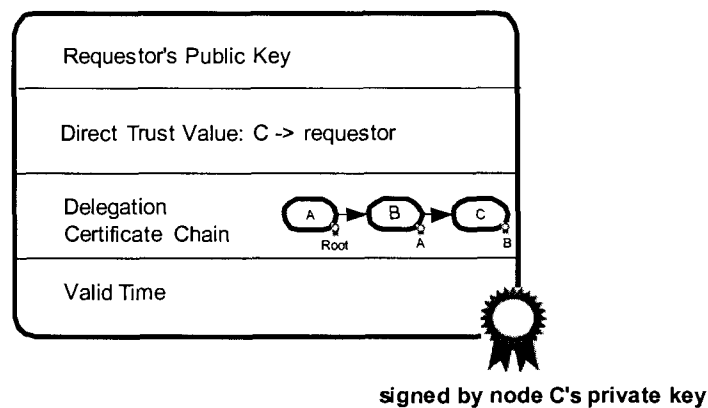 Requestor's Public Key
Direct Trust Value: C -> requestor
Delegation
Certificate Chain
A B C
Root A B
Valid Time
signed by node C's private key